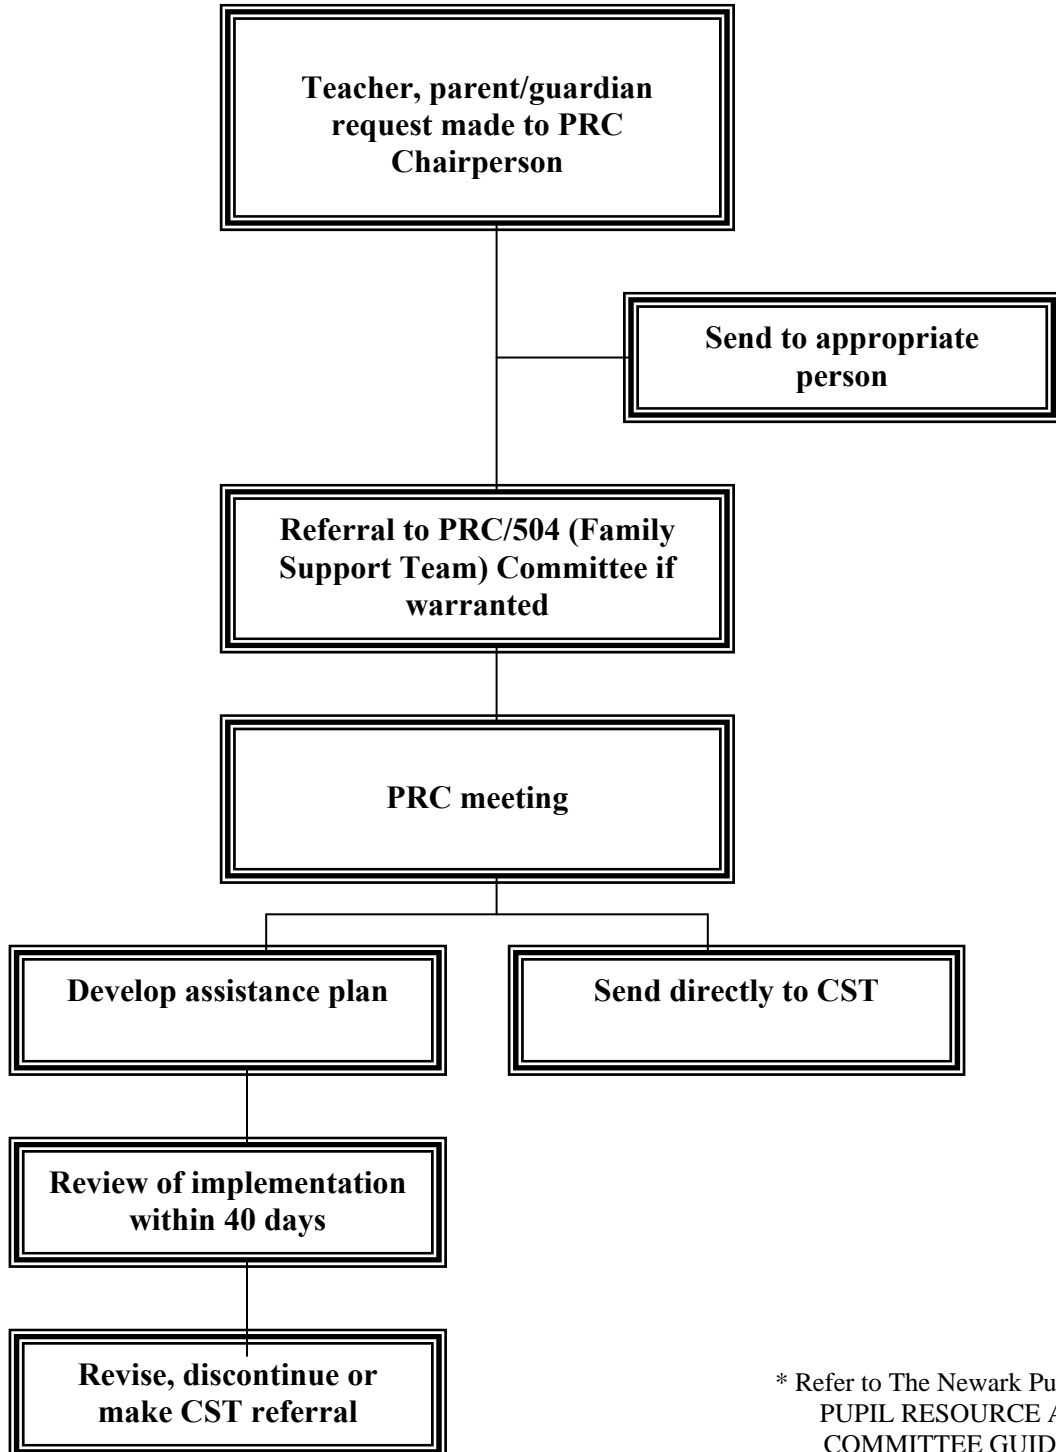 Teacher, parent/guardian
request made to PRC
Chairperson
Send to appropriate
person
Referral to PRC/504 (Family
Support Team) Committee if
warranted
PRC meeting
Develop assistance plan
Send directly to CST
Review of implementation
within 40 days
Revise, discontinue or
make CST referral
* Refer to The Newark Pu
PUPIL RESOURCE A
COMMITTEE GUID